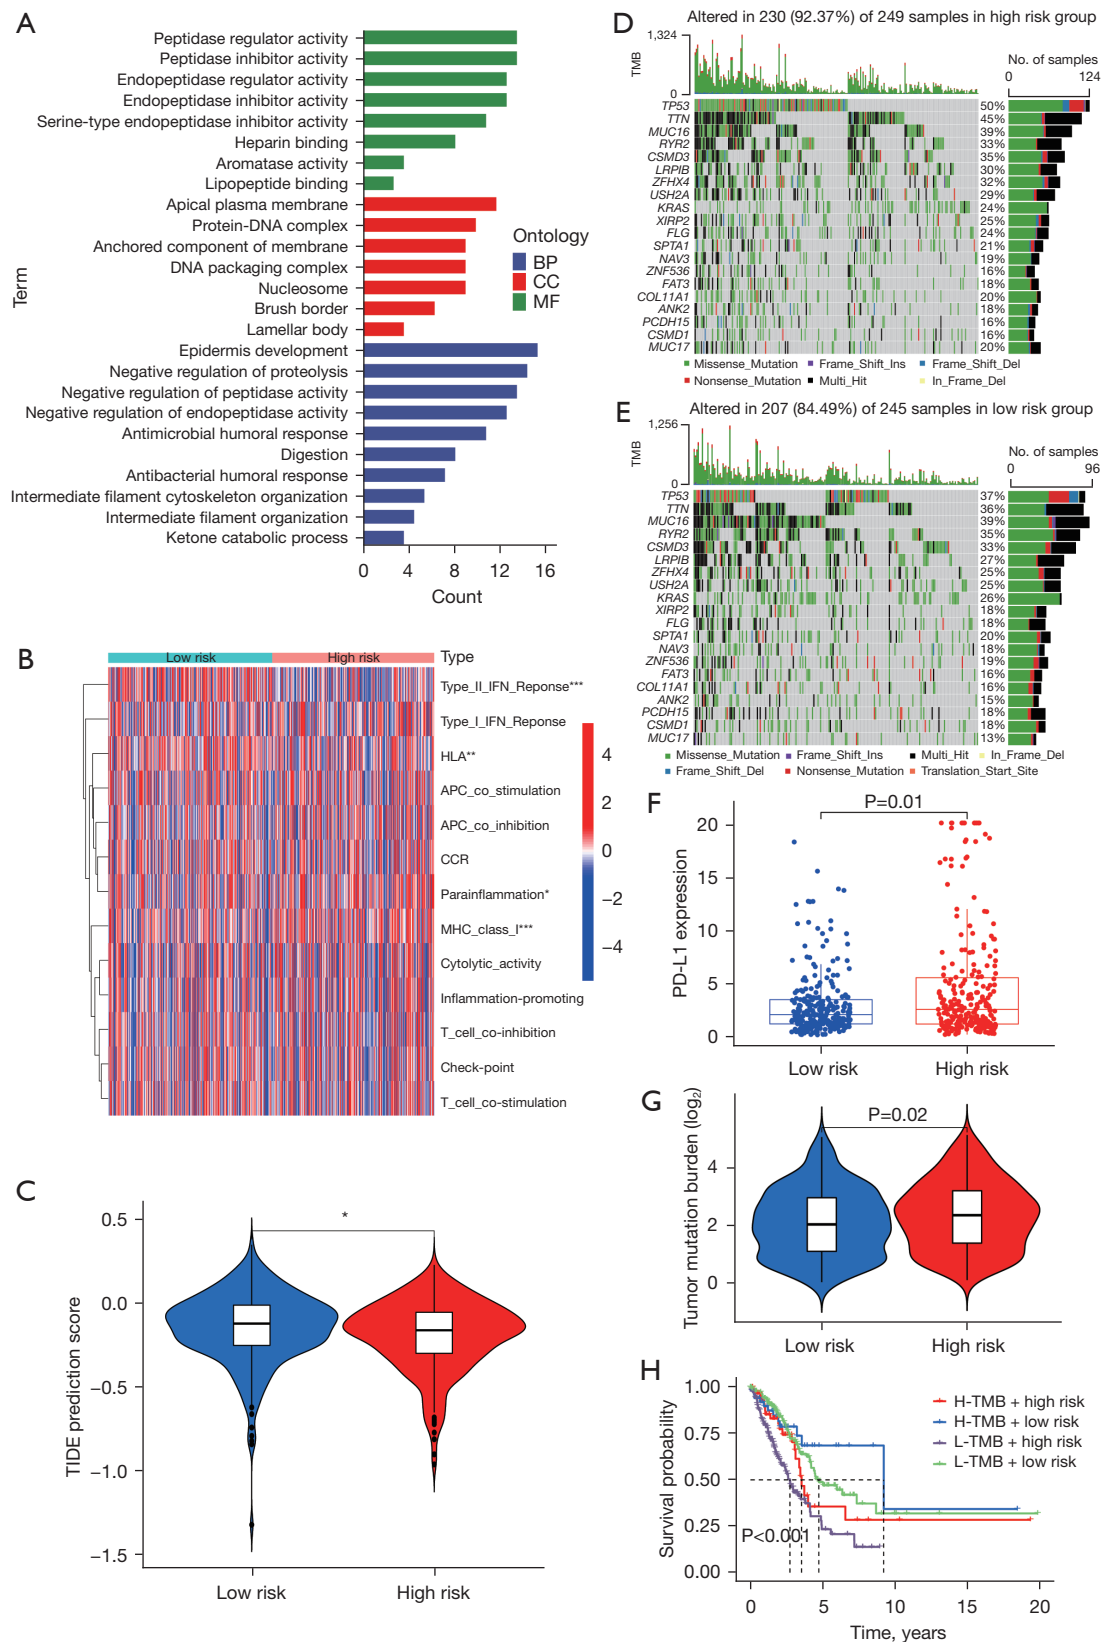 A
Peptidase regulator activity
Peptidase inhibitor activity
Endopeptidase regulator activity
Endopeptidase inhibitor activity
Serine-type endopeptidase inhibitor activity
Heparin binding
Aromatase activity
Lipopeptide binding
Apical plasma membrane
Protein-DNA complex
Anchored component of membrane
DNA packaging complex
Nucleosome
Brush border
Lamellar body
Epidermis development
Negative regulation of proteolysis
Negative regulation of peptidase activity
Negative regulation of endopeptidase activity
Antimicrobial humoral response
Digestion
Antibacterial humoral response
Intermediate filament cytoskeleton organization
Intermediate filament organization
Ketone catabolic process
Term
0 4 8 12 16
Count
Ontology
BP
CC
MF
B
Low risk High risk Type
Type_II_IFN_Reponse***
Type_I_IFN_Reponse
HLA**
APC_co_stimulation
APC_co_inhibition
CCR
Parainflammation*
MHC_class_I***
Cytolytic_activity
Inflammation-promoting
T_cell_co-inhibition
Check-point
T_cell_co-stimulation
4
2
0
−2
−4
C
*
TIDE prediction score
0.5
0.0
−0.5
−1.0
−1.5
Low risk High risk
D
Altered in 230 (92.37%) of 249 samples in high risk group
1,324
TMB
0
No. of samples
0 124
TP53 50%
TTN 45%
MUC16 39%
RYR2 33%
CSMD3 35%
LRPIB 30%
ZFHX4 32%
USH2A 29%
KRAS 24%
XIRP2 25%
FLG 24%
SPTA1 21%
NAV3 19%
ZNF536 16%
FAT3 18%
COL11A1 20%
ANK2 18%
PCDH15 16%
CSMD1 16%
MUC17 20%
Missense_Mutation Frame_Shift_Ins Frame_Shift_Del
Nonsense_Mutation Multi_Hit In_Frame_Del
E
Altered in 207 (84.49%) of 245 samples in low risk group
1,256
TMB
0
No. of samples
0 96
TP53 37%
TTN 36%
MUC16 39%
RYR2 35%
CSMD3 33%
LRPIB 27%
ZFHX4 25%
USH2A 25%
KRAS 26%
XIRP2 18%
FLG 18%
SPTA1 20%
NAV3 18%
ZNF536 19%
FAT3 16%
COL11A1 16%
ANK2 15%
PCDH15 18%
CSMD1 18%
MUC17 13%
Missense_Mutation Frame_Shift_Ins Multi_Hit In_Frame_Del
Frame_Shift_Del Nonsense_Mutation Translation_Start_Site
F
P=0.01
PD-L1 expression
20
15
10
5
0
Low risk High risk
G
P=0.02
Tumor mutation burden (log2)
4
2
0
Low risk High risk
H
Survival probability
1.00
0.75
0.50
0.25
0.00
P<0.001
H-TMB + high risk
H-TMB + low risk
L-TMB + high risk
L-TMB + low risk
0 5 10 15 20
Time, years